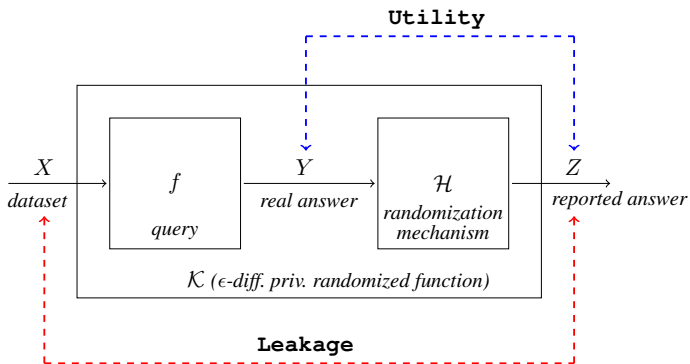 Utility
X
dataset
f
query
Y
real answer
ℋ
randomization
mechanism
Z
reported answer
𝒦 (ϵ-diff. priv. randomized function)
Leakage